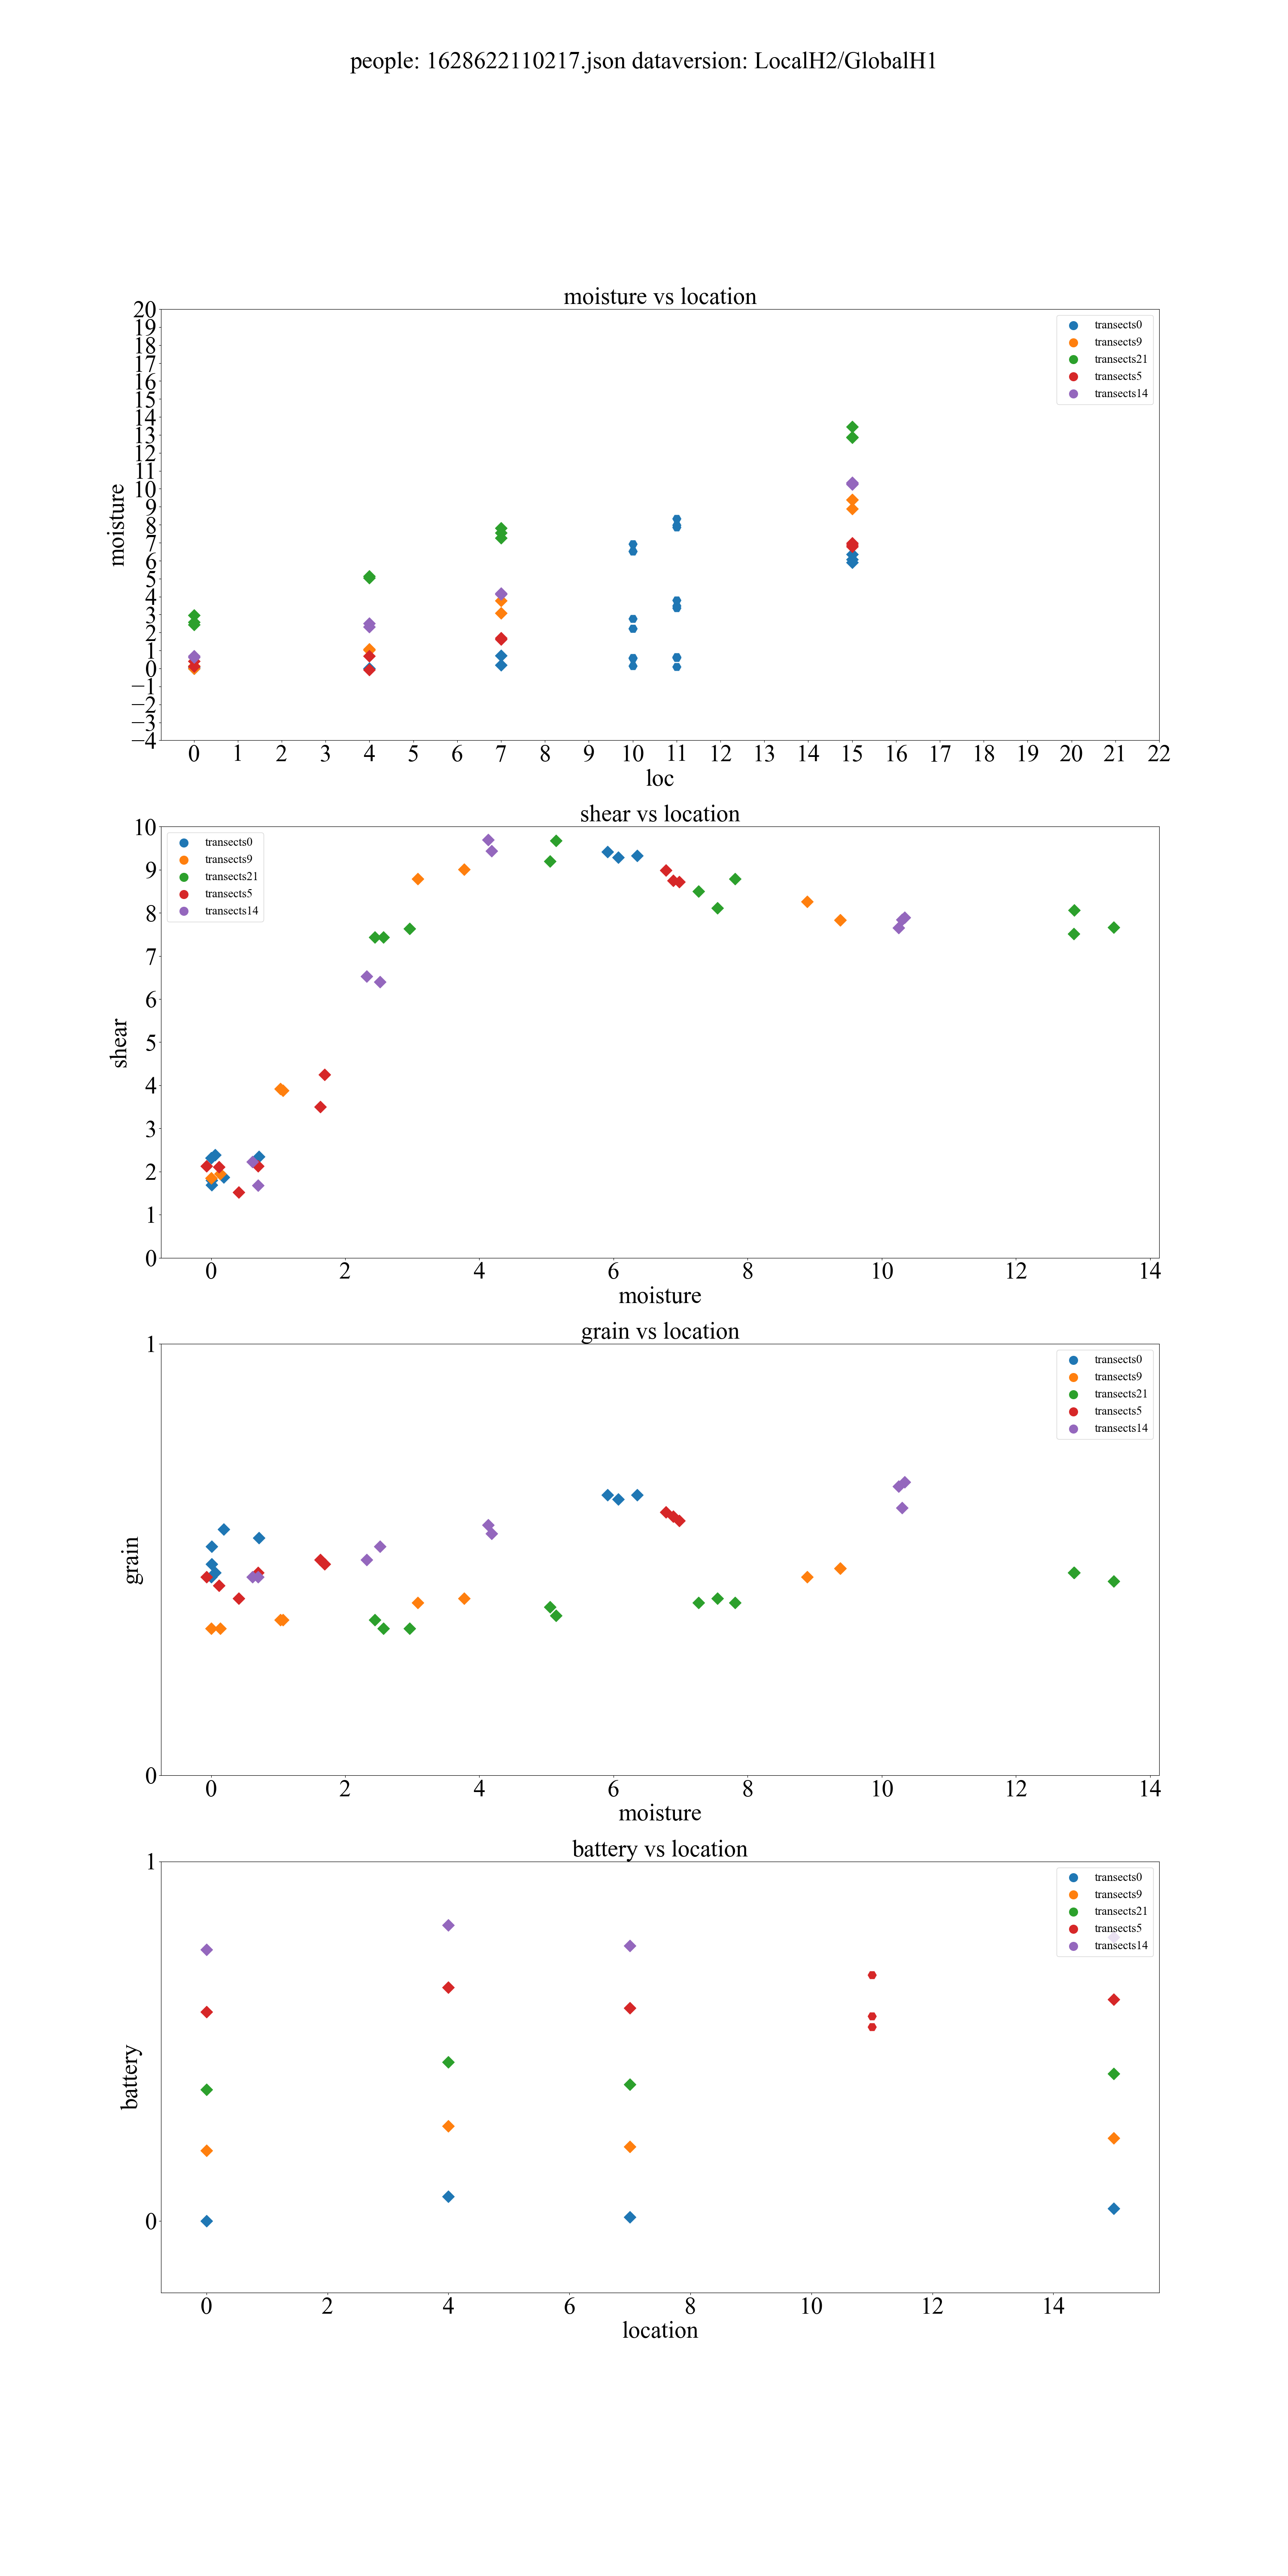 people: 1628622110217.json dataversion: LocalH2/GlobalH1
moisture vs location
20
19
18
17
16
15
14
13
12
11
10
9
8
7
6
5
4
3
2
1
0
−1
−2
−3
−4
moisture
transects0
transects9
transects21
transects5
transects14
0 1 2 3 4 5 6 7 8 9 10 11 12 13 14 15 16 17 18 19 20 21 22
loc
shear vs location
10
9
8
7
6
5
4
3
2
1
0
shear
transects0
transects9
transects21
transects5
transects14
0 2 4 6 8 10 12 14
moisture
grain vs location
1
0
grain
transects0
transects9
transects21
transects5
transects14
0 2 4 6 8 10 12 14
moisture
battery vs location
1
0
battery
transects0
transects9
transects21
transects5
transects14
0 2 4 6 8 10 12 14
location